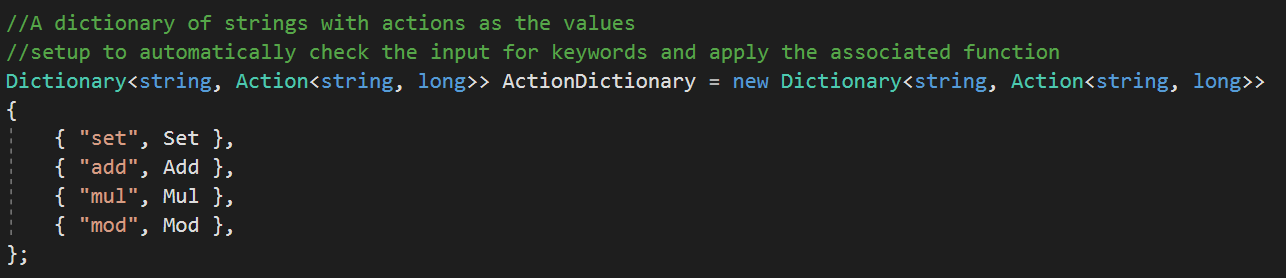 //A dictionary of strings with actions as the values
//setup to automatically check the input for keywords and apply the associated function
Dictionary<string, Action<string, long>> ActionDictionary = new Dictionary<string, Action<string, long>>
{
    { "set", Set },
    { "add", Add },
    { "mul", Mul },
    { "mod", Mod },
};